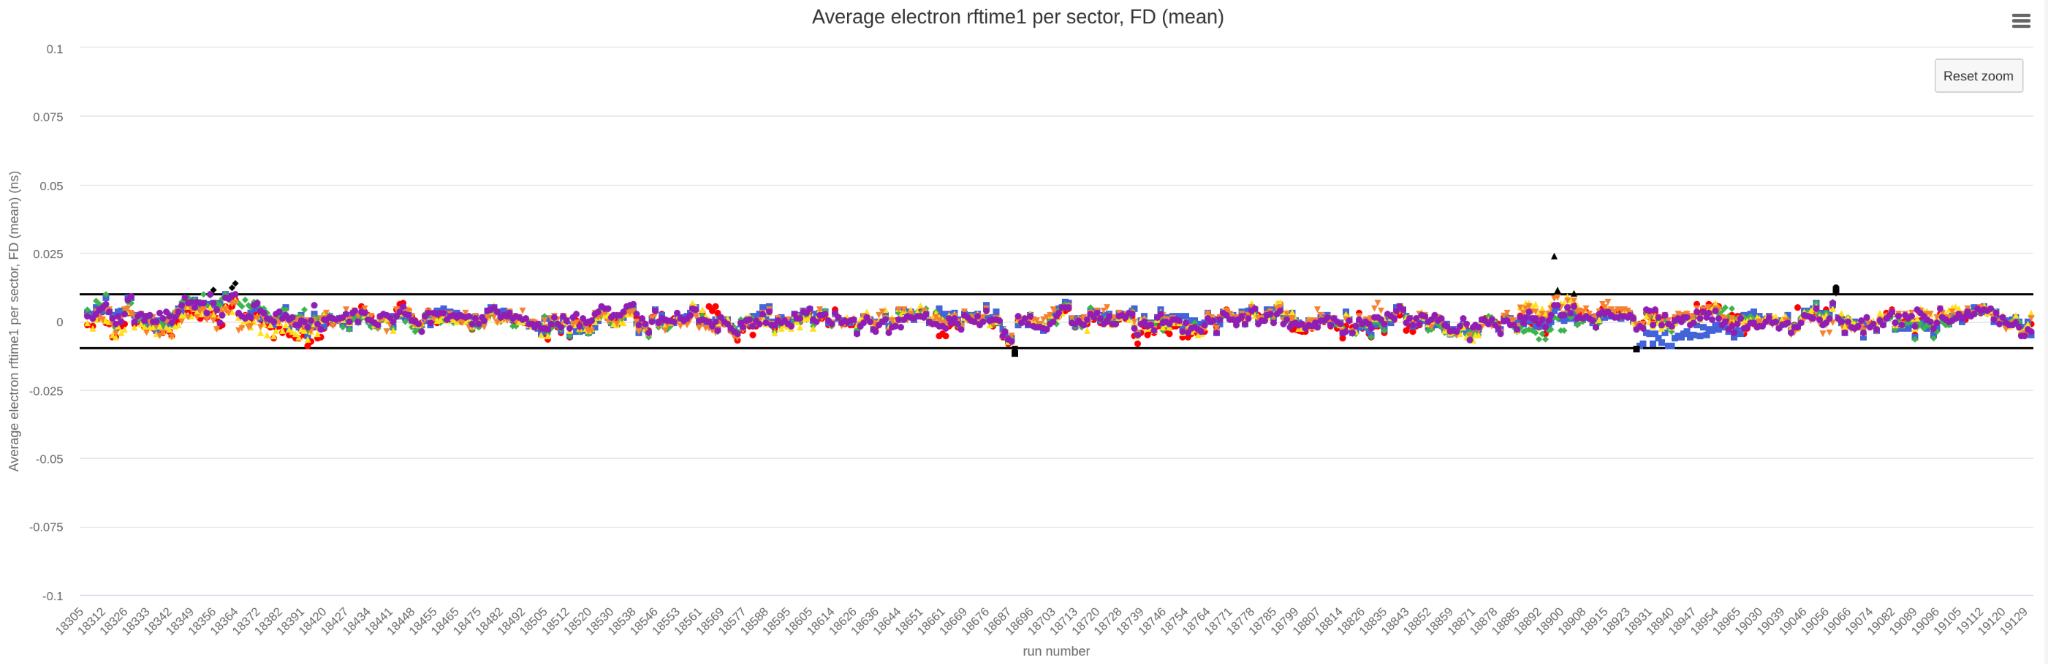 Average electron rftime1 per sector, FD (mean)
Reset zoom
Average electron rftime1 per sector, FD (mean) (ns)
0.1
0.075
0.05
0.025
0
-0.025
-0.05
-0.075
-0.1
18305 18312 18326 18333 18342 18349 18356 18364 18372 18382 18391 18420 18427 18434 18441 18448 18455 18465 18475 18482 18492 18505 18512 18520 18530 18538 18546 18553 18561 18569 18577 18588 18595 18605 18614 18626 18636 18644 18651 18661 18669 18676 18687 18696 18703 18713 18720 18728 18739 18746 18754 18764 18771 18778 18785 18799 18807 18814 18826 18835 18843 18852 18859 18871 18878 18885 18892 18900 18908 18915 18923 18931 18940 18947 18954 18965 19030 19039 19046 19056 19066 19074 19082 19089 19096 19105 19112 19120 19129
run number